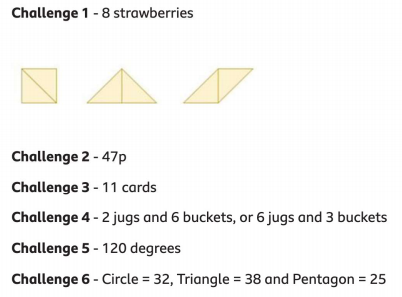 Challenge 1 - 8 strawberries
Challenge 2 - 47p
Challenge 3 - 11 cards
Challenge 4 - 2 jugs and 6 buckets, or 6 jugs and 3 buckets
Challenge 5 - 120 degrees
Challenge 6 - Circle = 32, Triangle = 38 and Pentagon = 25